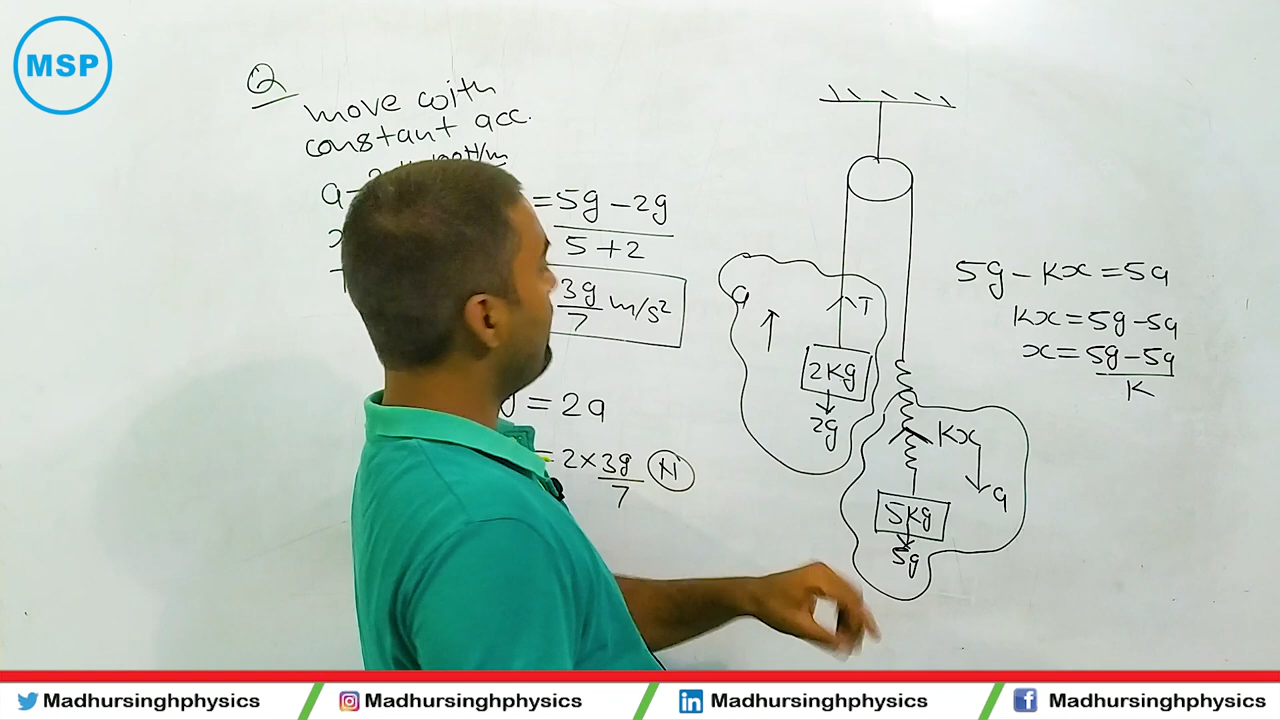 MSP
Q
move with
constant acc.
= 5g - 2g
5 + 2
3g
7
m/s²
= 2a
= 2 × 3g
7
N
a
T
2Kg
2g
Kx
a
5Kg
5g
5g - Kx = 5a
Kx = 5g - 5a
x = 5g - 5a
K
Madhursinghphysics
Madhursinghphysics
Madhursinghphysics
Madhursinghphysics